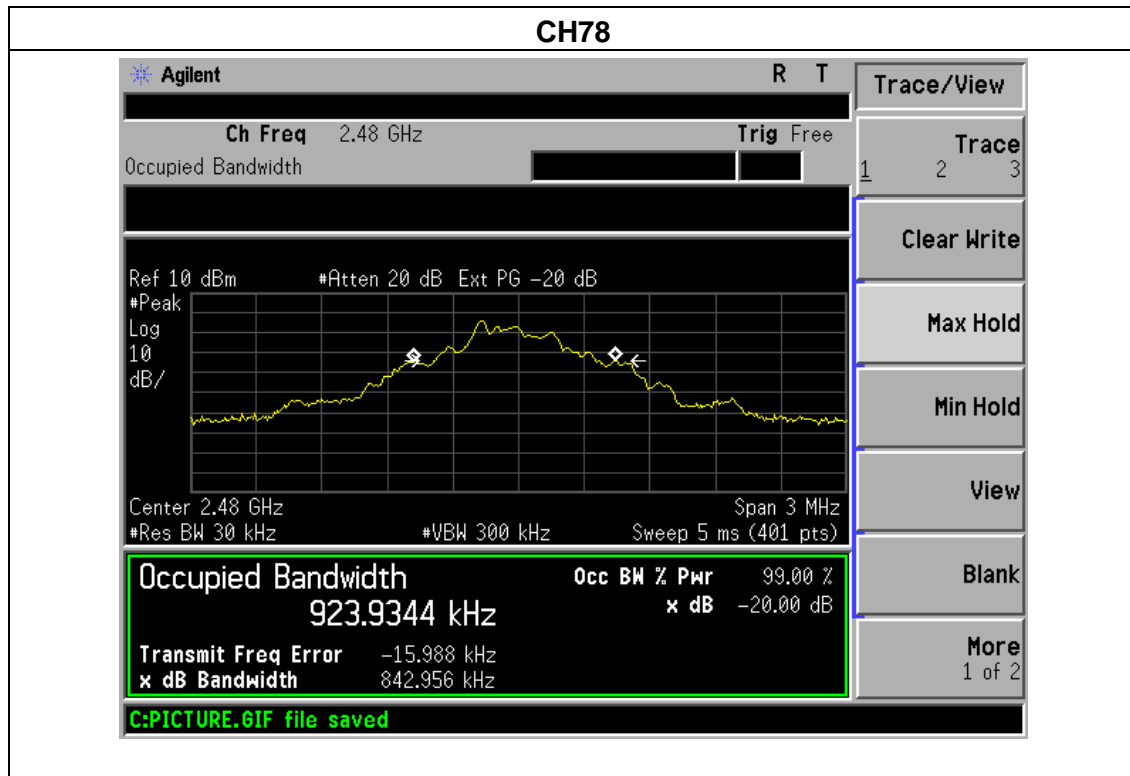 CH78
Agilent R T
Trace/View
Ch Freq 2.48 GHz Trig Free
Occupied Bandwidth
Trace
1 2 3
Clear Write
Ref 10 dBm #Atten 20 dB Ext PG -20 dB
#Peak
Log
10
dB/
Max Hold
Min Hold
View
Center 2.48 GHz Span 3 MHz
#Res BW 30 kHz #VBW 300 kHz Sweep 5 ms (401 pts)
Occupied Bandwidth Occ BW % Pwr 99.00 %
923.9344 kHz x dB -20.00 dB
Blank
Transmit Freq Error -15.988 kHz
x dB Bandwidth 842.956 kHz
More
1 of 2
C:PICTURE.GIF file saved